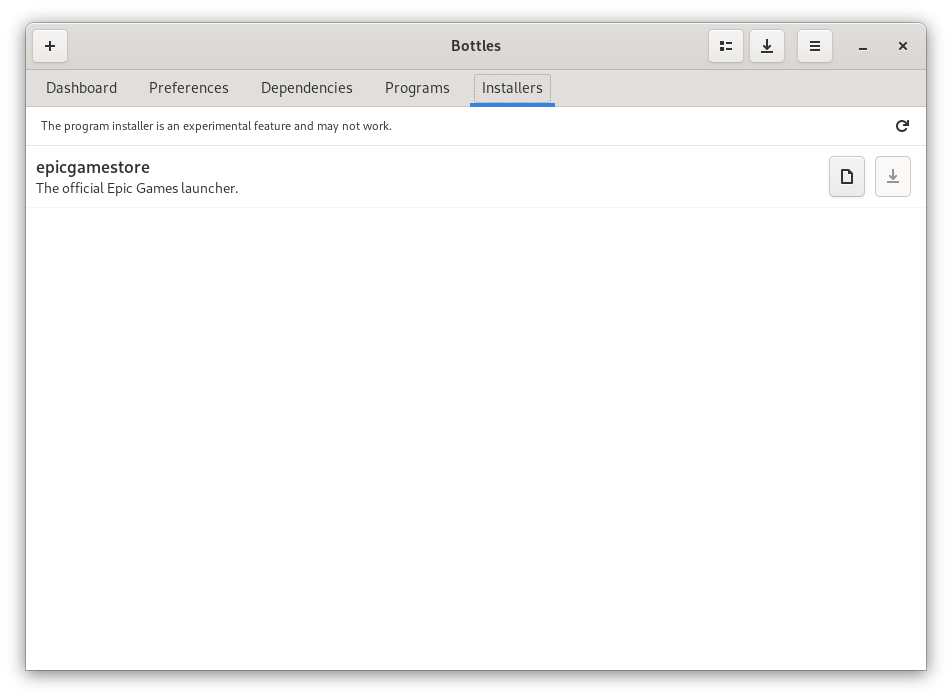 Bottles
Dashboard Preferences Dependencies Programs Installers
The program installer is an experimental feature and may not work.
epicgamestore
The official Epic Games launcher.